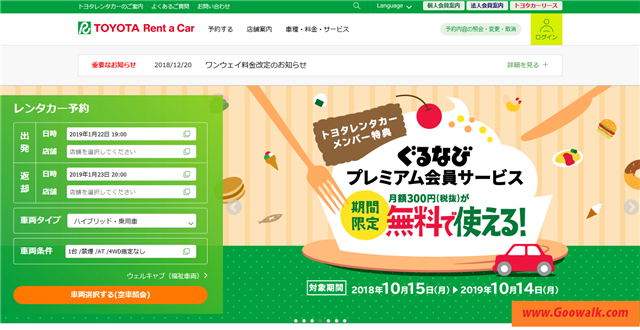 トヨタレンタカーのご案内 よくあるご質問 お問い合わせ Language 個人会員案内 法人会員案内 トヨタカーリース
TOYOTA Rent a Car 予約する 店舗案内 車種・料金・サービス 予約内容の照会・変更・取消 ログイン
重要なお知らせ 2018/12/20 ワンウェイ料金改定のお知らせ 詳細を見る +
レンタカー予約
出発 日時 2019年1月22日 19:00
店舗 店舗を選択してください
返却 日時 2019年1月23日 20:00
店舗 店舗を選択してください
車両タイプ ハイブリッド・乗用車
車両条件 1台 /禁煙 /AT /4WD指定なし
ウェルキャブ（福祉車両）
車両選択する(空車照会)
トヨタレンタカー
メンバー特典
ぐるなび
プレミアム会員サービス
期間
限定
月額300円(税抜)が
無料で使える!
対象期間 2018年10月15日(月) ▶ 2019年10月14日(月)
www.Goowalk.com